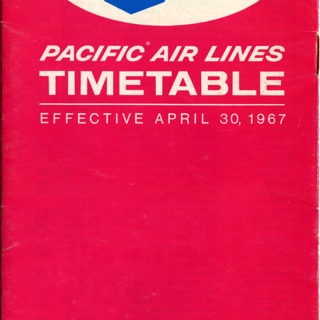 PACIFIC° AIR LINES
TIMETABLE
EFFECTIVE APRIL 30, 1967